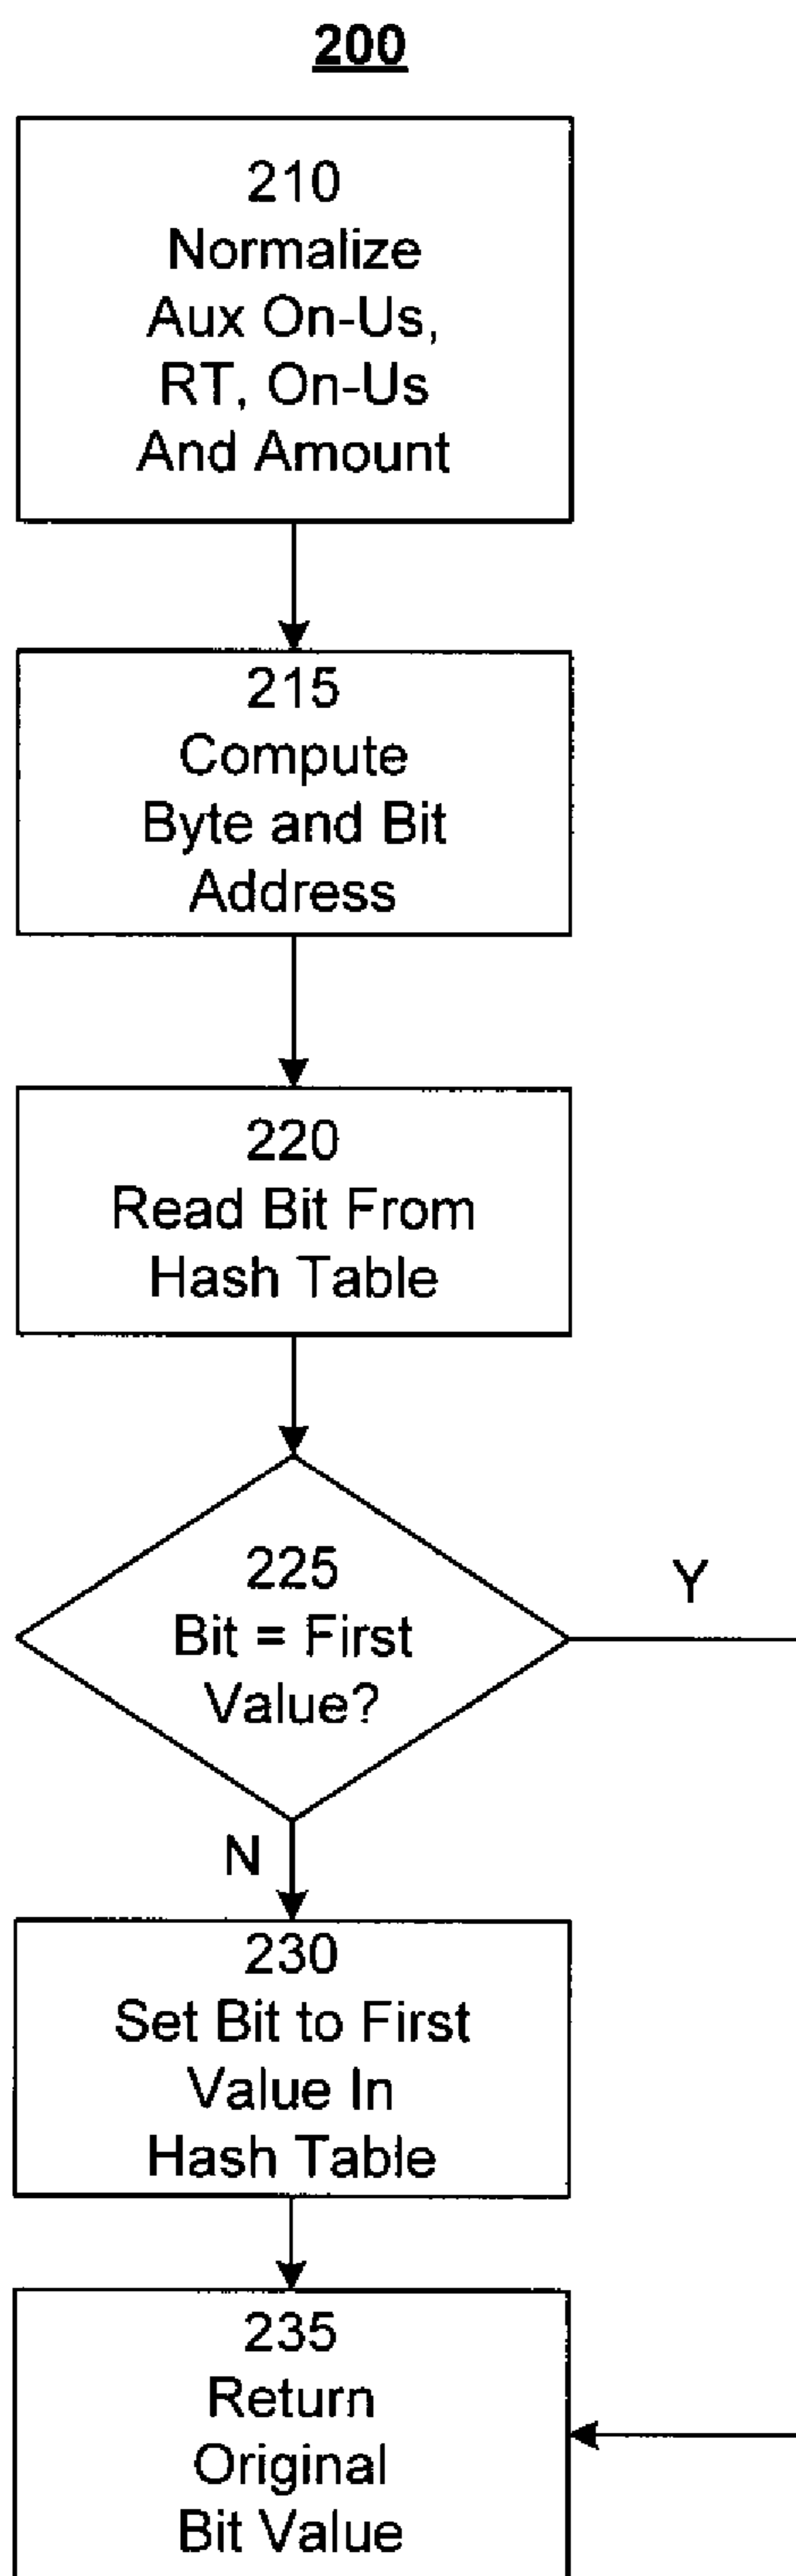 200
210
Normalize
Aux On-Us,
RT, On-Us
And Amount
215
Compute
Byte and Bit
Address
220
Read Bit From
Hash Table
225
Bit = First
Value?
Y
N
230
Set Bit to First
Value In
Hash Table
235
Return
Original
Bit Value